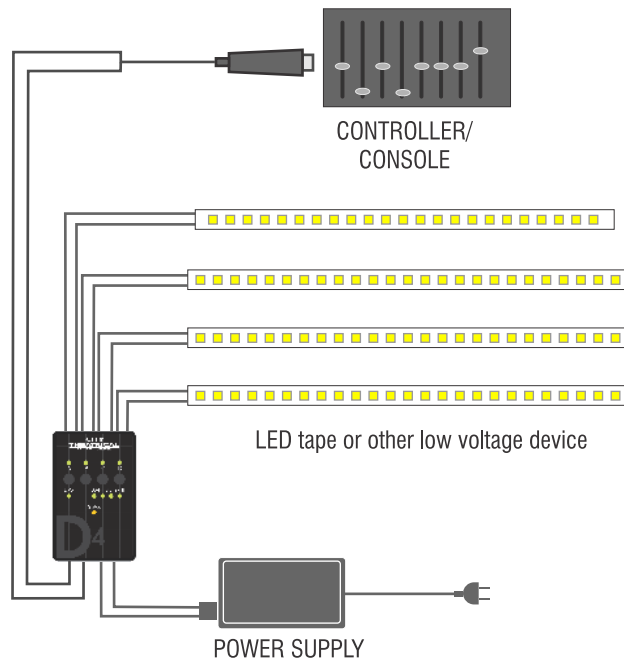 CONTROLLER/
CONSOLE
LED tape or other low voltage device
D4
POWER SUPPLY